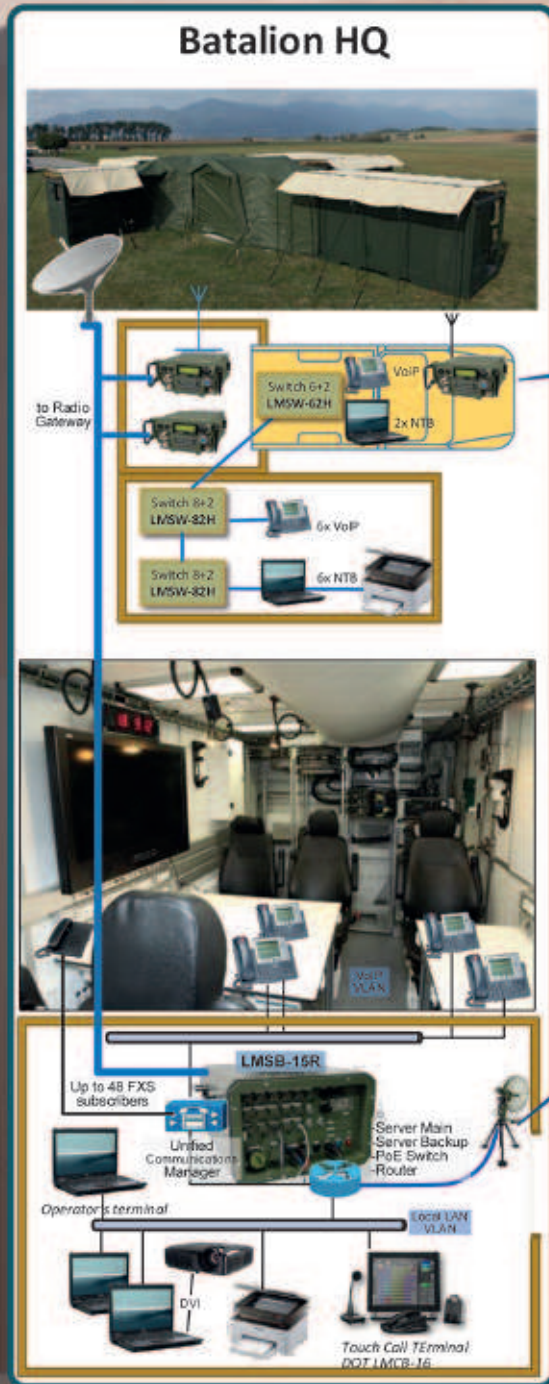 Batalion HQ
to Radio
Gateway
Switch 6+2
LMSW-62H
VoiP
2x NTB
Switch 8+2
LMSW-82H
6x VoIP
Switch 8+2
LMSW-82H
6x NTB
VoIP
VLAN
LMSB-16R
Up to 48 FXS
subscribers
Unified
Communications
Manager
-Server Main
-Server Backup
-PoE Switch
-Router
Operator's terminal
Local LAN
VLAN
DVI
Touch Call TErminal
DOT LMCB-16